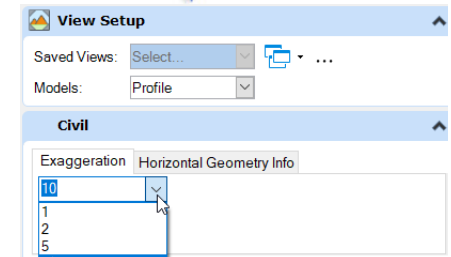 View Setup
Saved Views: Select... ...
Models: Profile
Civil
Exaggeration Horizontal Geometry Info
10
1
2
5